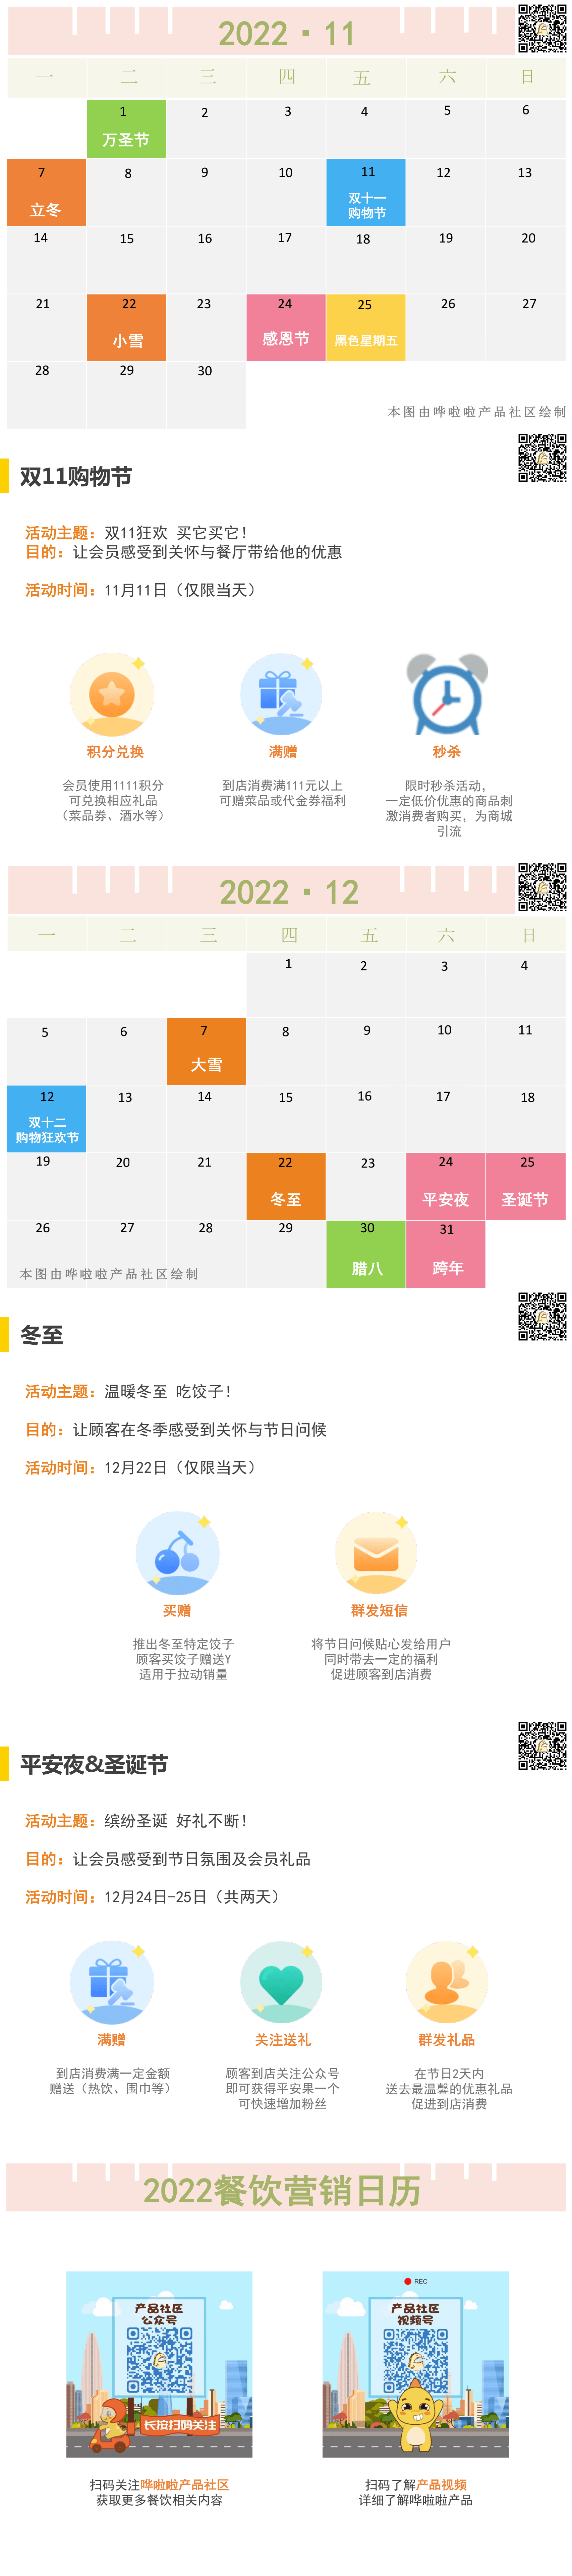 2022 · 11
一 二 三 四 五 六 日
1 2 3 4 5 6
万圣节
7 8 9 10 11 12 13
立冬 双十一
购物节
14 15 16 17 18 19 20
21 22 23 24 25 26 27
小雪 感恩节 黑色星期五
28 29 30
本图由哗啦啦产品社区绘制
双11购物节
活动主题：双11狂欢 买它买它！
目的：让会员感受到关怀与餐厅带给他的优惠
活动时间：11月11日（仅限当天）
积分兑换 满赠 秒杀
会员使用1111积分
可兑换相应礼品
（菜品券、酒水等）
到店消费满111元以上
可赠菜品或代金券福利
限时秒杀活动，
一定低价优惠的商品刺
激消费者购买，为商城
引流
2022 · 12
一 二 三 四 五 六 日
1 2 3 4
5 6 7 8 9 10 11
大雪
12 13 14 15 16 17 18
双十二
购物狂欢节
19 20 21 22 23 24 25
冬至 平安夜 圣诞节
26 27 28 29 30 31
腊八 跨年
本图由哗啦啦产品社区绘制
冬至
活动主题：温暖冬至 吃饺子！
目的：让顾客在冬季感受到关怀与节日问候
活动时间：12月22日（仅限当天）
买赠 群发短信
推出冬至特定饺子
顾客买饺子赠送Y
适用于拉动销量
将节日问候贴心发给用户
同时带去一定的福利
促进顾客到店消费
平安夜&圣诞节
活动主题：缤纷圣诞 好礼不断！
目的：让会员感受到节日氛围及会员礼品
活动时间：12月24日-25日（共两天）
满赠 关注送礼 群发礼品
到店消费满一定金额
赠送（热饮、围巾等）
顾客到店关注公众号
即可获得平安果一个
可快速增加粉丝
在节日2天内
送去最温馨的优惠礼品
促进到店消费
2022餐饮营销日历
产品社区
公众号
长按扫码关注
REC
产品社区
视频号
扫码关注哗啦啦产品社区
获取更多餐饮相关内容
扫码了解产品视频
详细了解哗啦啦产品